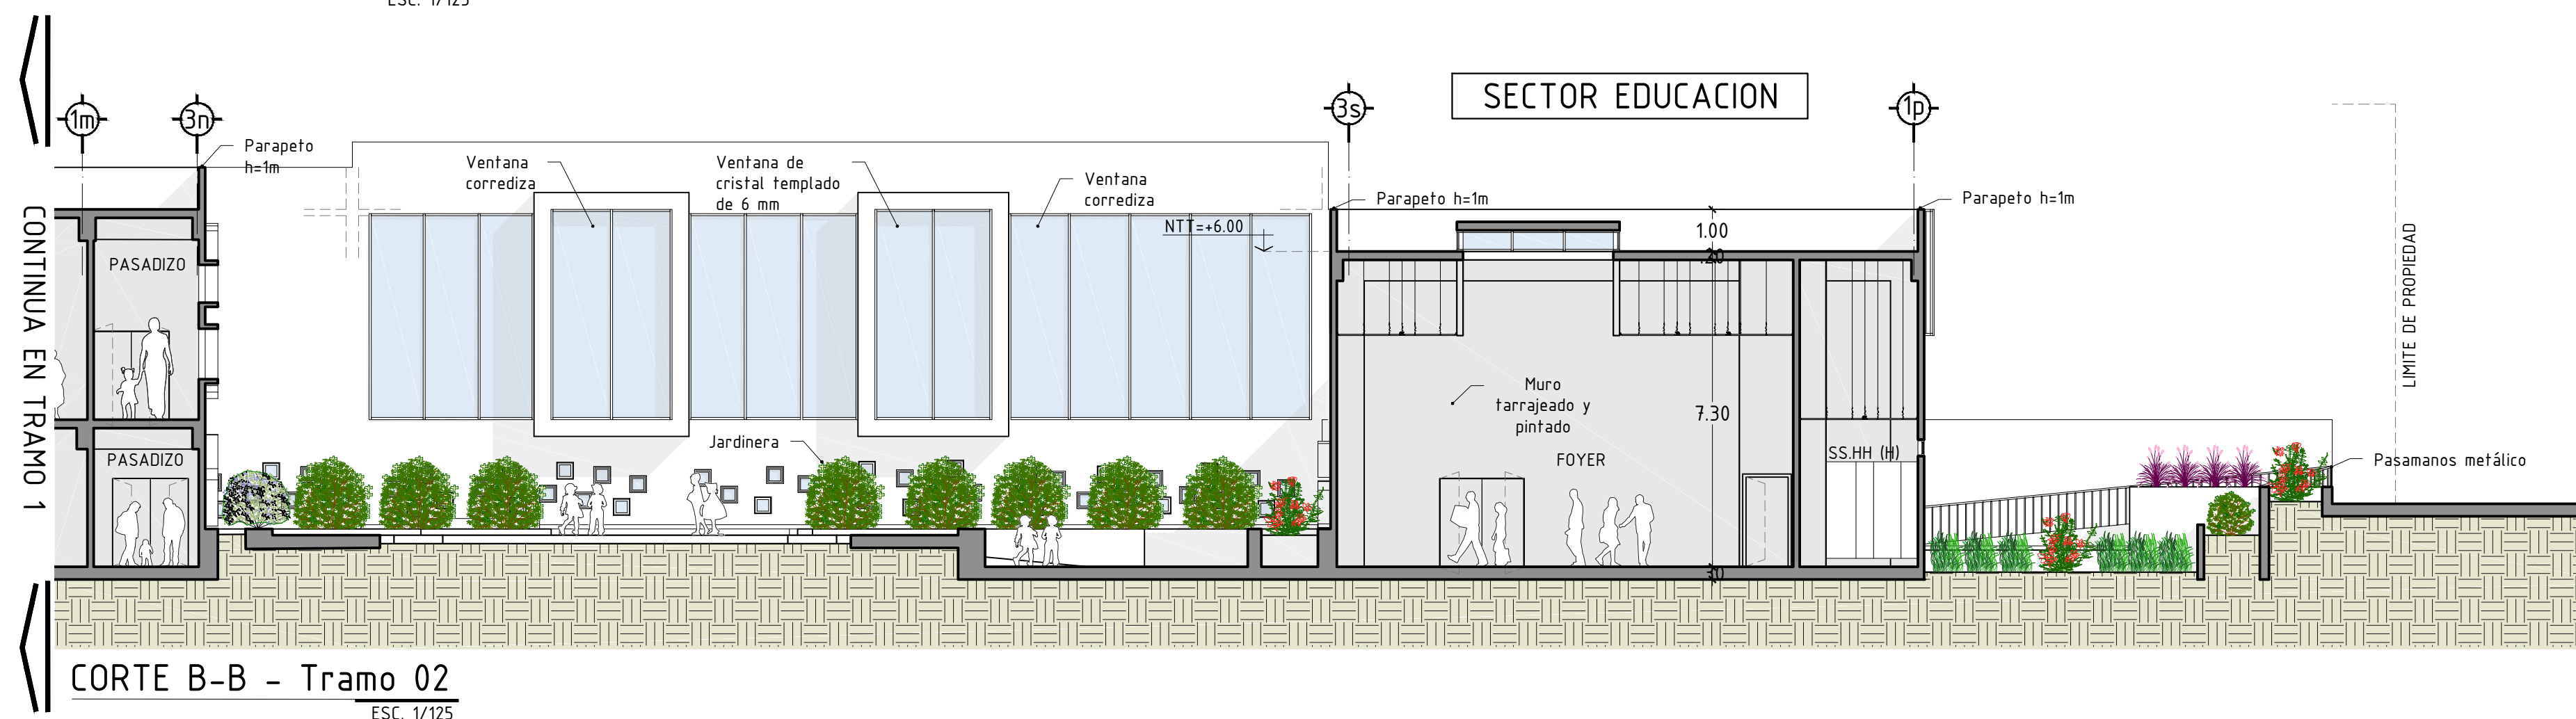 ESC. 1/125
SECTOR EDUCACION
1m
3n
3s
1p
Parapeto
h=1m
Ventana
corrediza
Ventana de
cristal templado
de 6 mm
Ventana
corrediza
Parapeto h=1m
Parapeto h=1m
NTT=+6.00
1.00
.20
CONTINUA EN TRAMO 1
LIMITE DE PROPIEDAD
PASADIZO
Muro
tarrajeado y
pintado
7.30
Jardinera
PASADIZO
FOYER
SS.HH (H)
Pasamanos metálico
CORTE B-B - Tramo 02
ESC. 1/125